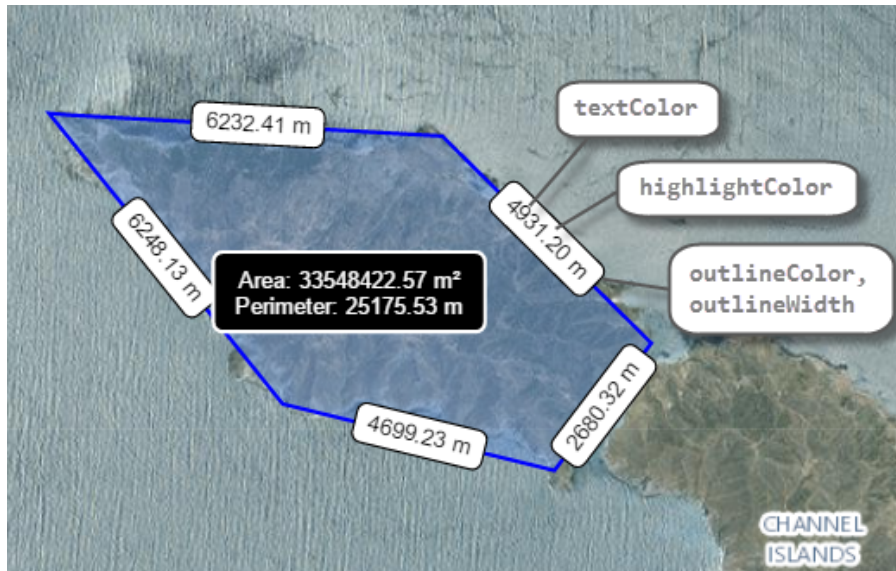 6232.41 m
textColor
highlightColor
4931.20 m
6248.13 m
Area: 33548422.57 m²
Perimeter: 25175.53 m
outlineColor,
outlineWidth
2680.32 m
4699.23 m
CHANNEL
ISLANDS